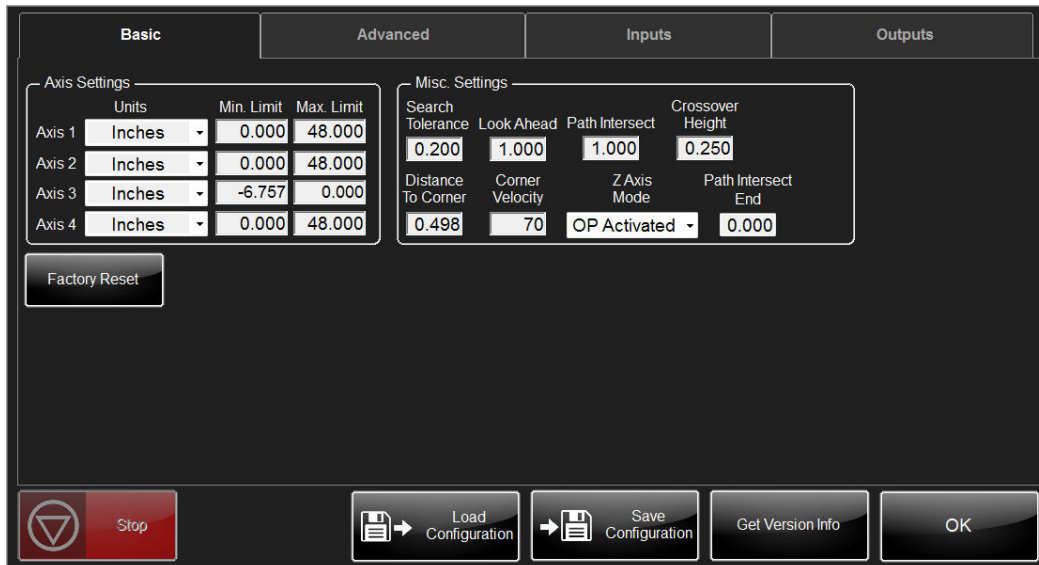 Basic Advanced Inputs Outputs
Axis Settings
Units Min. Limit Max. Limit
Axis 1 Inches 0.000 48.000
Axis 2 Inches 0.000 48.000
Axis 3 Inches -6.757 0.000
Axis 4 Inches 0.000 48.000
Misc. Settings
Search Tolerance Look Ahead Path Intersect Crossover Height
0.200 1.000 1.000 0.250
Distance To Corner Corner Velocity Z Axis Mode Path Intersect End
0.498 70 OP Activated 0.000
Factory Reset
Stop
Load Configuration
Save Configuration
Get Version Info
OK